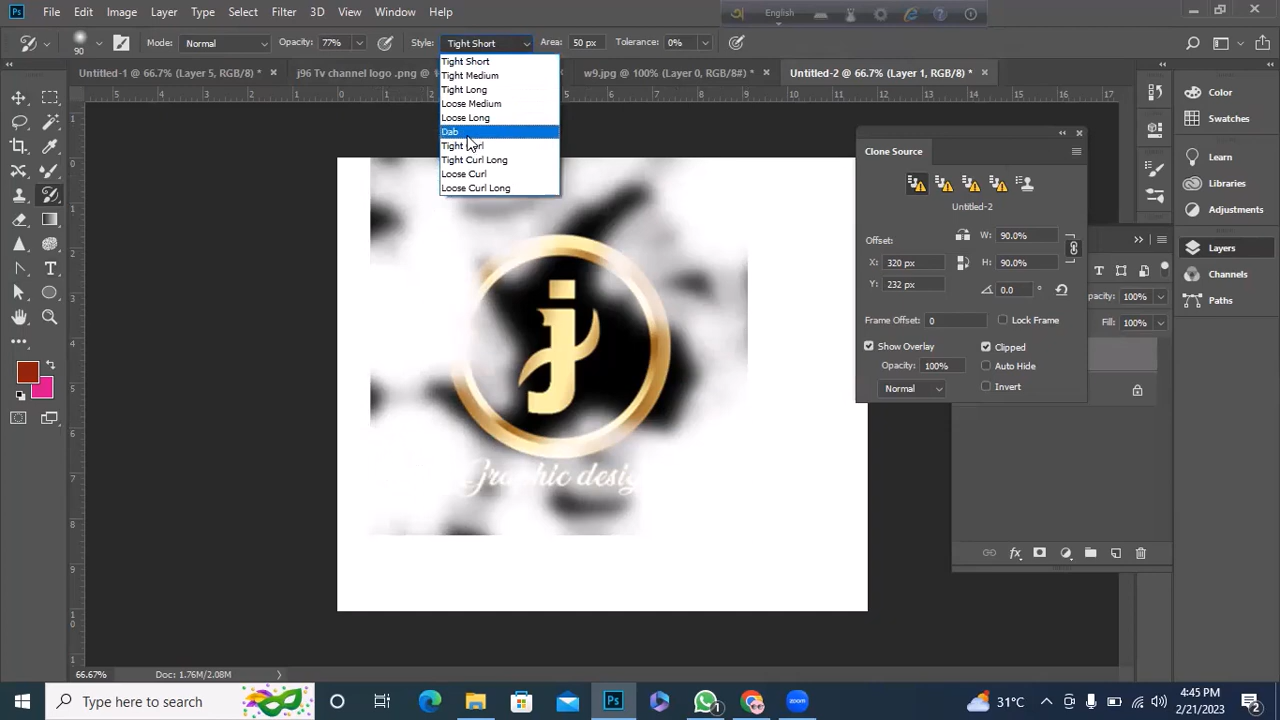 Ps File Edit Image Layer Type Select Filter 3D View Window Help
English
90 Mode: Normal Opacity: 77% Style: Tight Short Area: 50 px Tolerance: 0%
Untitled-1 @ 66.7% (Layer 5, RGB/8) * × j96 Tv channel logo .png @ × w9.jpg @ 100% (Layer 0, RGB/8#) * × Untitled-2 @ 66.7% (Layer 1, RGB/8) * ×
Tight Short
Tight Medium
Tight Long
Loose Medium
Loose Long
Dab
Tight Curl
Tight Curl Long
Loose Curl
Loose Curl Long
j
Graphic desig
Clone Source
Untitled-2
Offset: W: 90.0%
X: 320 px H: 90.0%
Y: 232 px 0.0 °
Frame Offset: 0 Lock Frame
Show Overlay Clipped
Opacity: 100% Auto Hide
Normal Invert
Color
Swatches
Learn
Libraries
Adjustments
Layers
Channels
Paths
pacity: 100%
Fill: 100%
66.67% Doc: 1.76M/2.08M
Type here to search
31°C
4:45 PM
2/21/2023